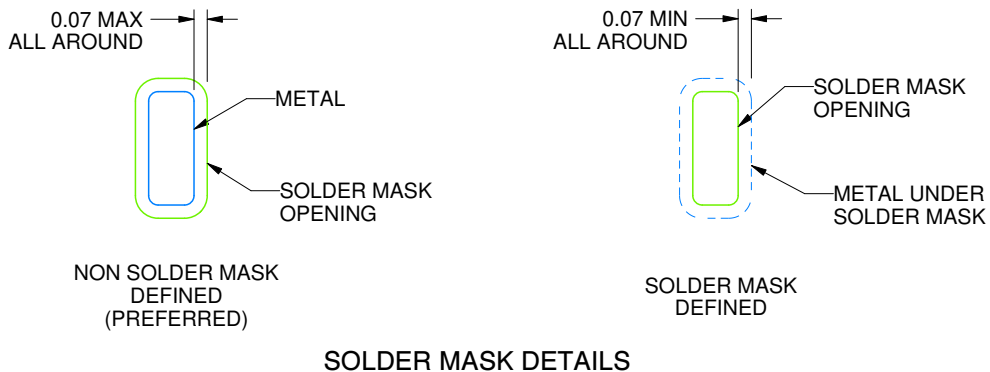 0.07 MAX
ALL AROUND
METAL
SOLDER MASK
OPENING
NON SOLDER MASK
DEFINED
(PREFERRED)
0.07 MIN
ALL AROUND
SOLDER MASK
OPENING
METAL UNDER
SOLDER MASK
SOLDER MASK
DEFINED
SOLDER MASK DETAILS